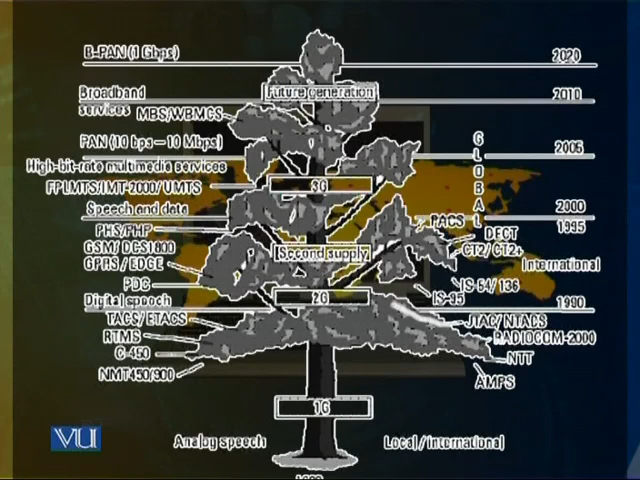 B-PAN (1 Gbps) 2020
Future generation
Broadband services 2010
MBS/WBMCS
PAN (10 bps-10 Mbps)
GLOBAL
2005
High-bit-rate multimedia services
3G
FPLMTS/IMT-2000/UMTS
Speech and data 2000
PACS 1995
PHS/PHP
DECT
GSM/DCS1800
Second supply
CT2/CT2+
GPRS/EDGE
International
PDC
IS-54/136
2G
IS-95
Digital speech 1990
TACS/ETACS
JTAC/NTACS
RTMS
RADIOCOM-2000
C-450
NTT
NMT450/900
AMPS
1G
VU
Analog speech
Local/international